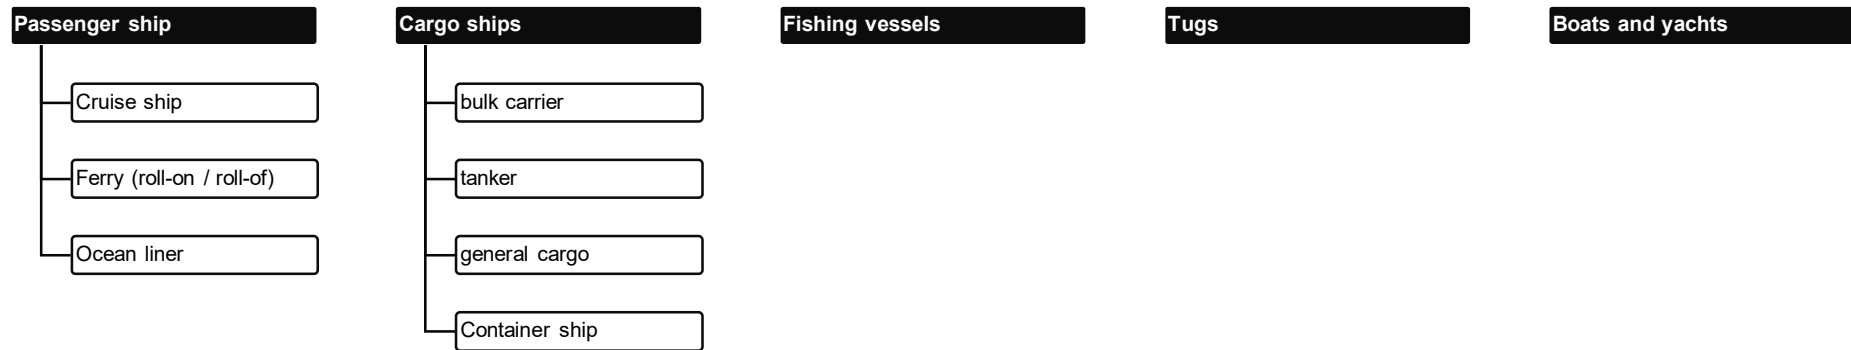 Passenger ship
Cruise ship
Ferry (roll-on / roll-of)
Ocean liner
Cargo ships
bulk carrier
tanker
general cargo
Container ship
Fishing vessels
Tugs
Boats and yachts